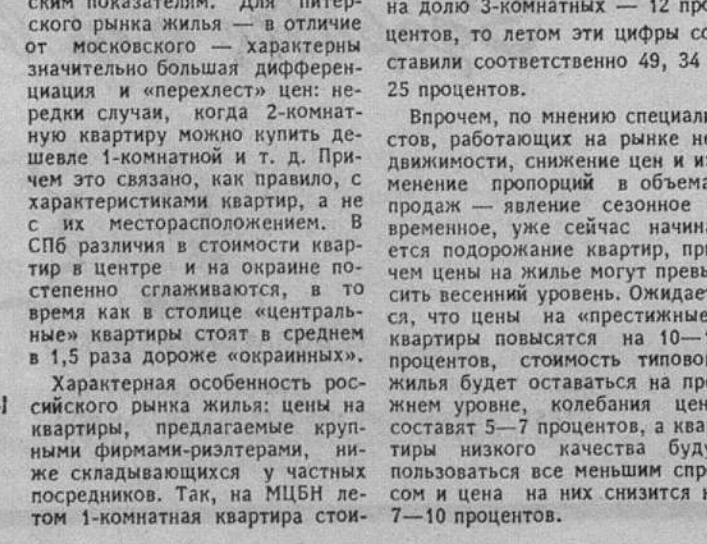 ским показателям. Для питер-
ского рынка жилья — в отличие
от московского — характерны
значительно большая дифферен-
циация и «перехлест» цен: не-
редки случаи, когда 2-комнат-
ную квартиру можно купить де-
шевле 1-комнатной и т. д. При-
чем это связано, как правило, с
характеристиками квартир, а не
с их месторасположением. В
СПб различия в стоимости квар-
тир в центре и на окраине по-
степенно сглаживаются, в то
время как в столице «централь-
ные» квартиры стоят в среднем
в 1,5 раза дороже «окраинных».
Характерная особенность рос-
сийского рынка жилья: цены на
квартиры, предлагаемые круп-
ными фирмами-риэлтерами, ни-
же складывающихся у частных
посредников. Так, на МЦБН ле-
том 1-комнатная квартира стои-
на долю 3-комнатных — 12 про
центов, то летом эти цифры со
ставили соответственно 49, 34
25 процентов.
Впрочем, по мнению специали
стов, работающих на рынке не
движимости, снижение цен и из
менение пропорций в объема
продаж — явление сезонное
временное, уже сейчас начина
ется подорожание квартир, при
чем цены на жилье могут превы
сить весенний уровень. Ожидает
ся, что цены на «престижные
квартиры повысятся на 10—1
процентов, стоимость типово
жилья будет оставаться на пре
жнем уровне, колебания цен
составят 5—7 процентов, а квар
тиры низкого качества буду
пользоваться все меньшим спро
сом и цена на них снизится н
7—10 процентов.